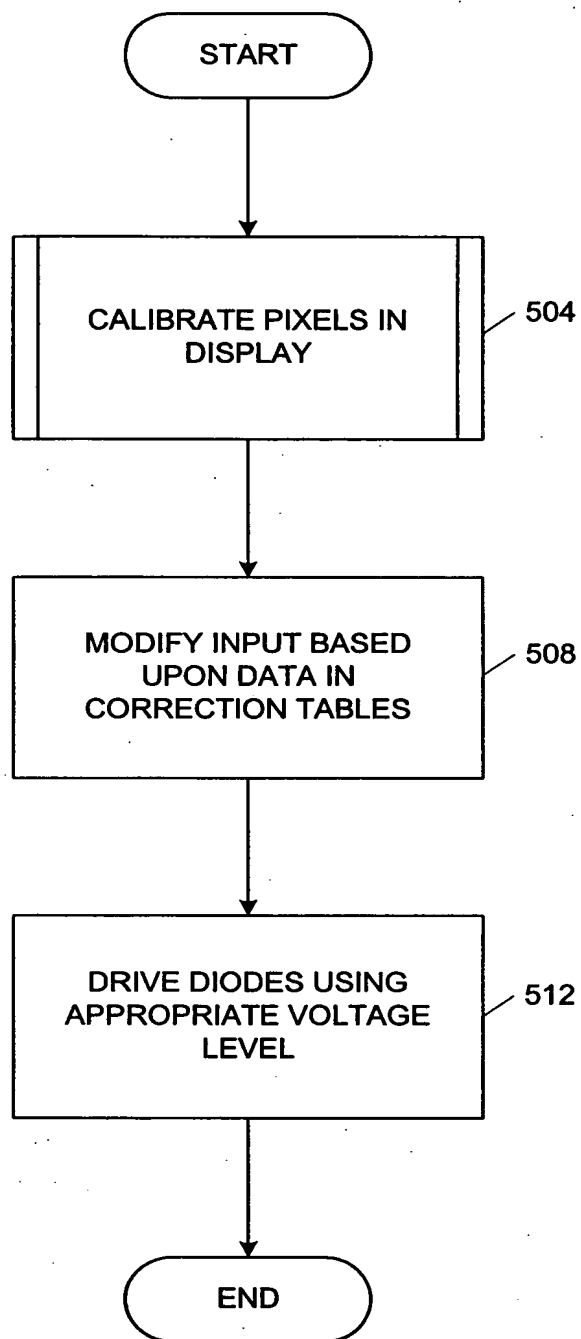 START
CALIBRATE PIXELS IN
DISPLAY
504
MODIFY INPUT BASED
UPON DATA IN
CORRECTION TABLES
508
DRIVE DIODES USING
APPROPRIATE VOLTAGE
LEVEL
512
END